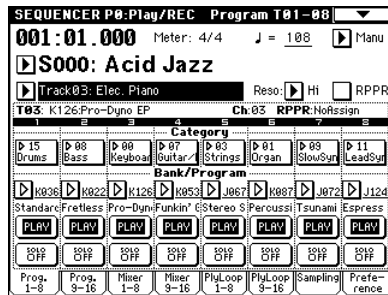 SEQUENCER P0:Play/REC Program T01-08
001:01.000 Meter: 4/4 ♩ = 108 Manu
S000: Acid Jazz
Track03: Elec. Piano Reso: Hi RPPR
T03: K126:Pro-Dyno EP Ch:03 RPPR:NoAssign
1 2 3 4 5 6 7 8
Category
15 08 00 07 03 01 09 11
Drums Bass Keyboar Guitar/ Strings Organ SlowSyn LeadSyn
Bank/Program
K036 K022 K126 K053 J067 K087 J072 J124
Standard Fretless Pro-Dyn Funkin' G Stereo S Percussi Tsunami Espress
PLAY PLAY PLAY PLAY PLAY PLAY PLAY PLAY
SOLO SOLO SOLO SOLO SOLO SOLO SOLO SOLO
OFF OFF OFF OFF OFF OFF OFF OFF
Prog. Prog. Mixer Mixer PlyLoop PlyLoop Sampling Prefe-
1-8 9-16 1-8 9-16 1-8 9-16 rence